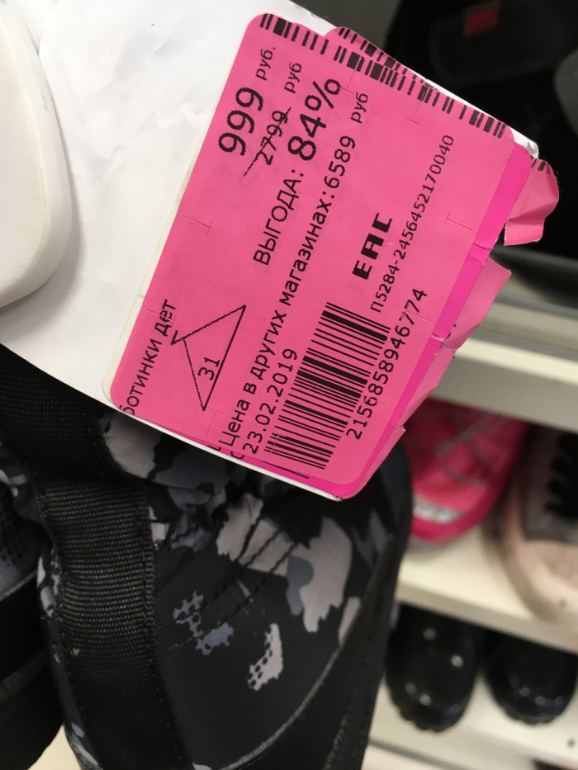 999 руб.
2799 руб
ВЫГОДА: 84%
Цена в других магазинах: 6589 руб
23.02.2019
ботинки дет
31
EAC
П5284-2456452170040
2156858946774